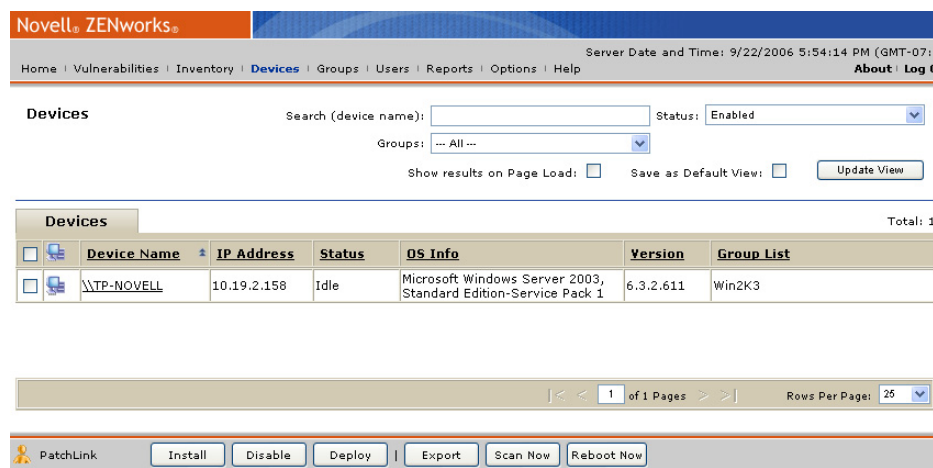 Novell® ZENworks®
Server Date and Time: 9/22/2006 5:54:14 PM (GMT-07:
Home Vulnerabilities Inventory Devices Groups Users Reports Options Help About Log
Devices Search (device name): Status: Enabled
Groups: --- All ---
Show results on Page Load: Save as Default View: Update View
Devices Total: 1
Device Name IP Address Status OS Info Version Group List
\\TP-NOVELL 10.19.2.158 Idle Microsoft Windows Server 2003, 6.3.2.611 Win2K3
Standard Edition-Service Pack 1
|< < 1 of 1 Pages > >| Rows Per Page: 25
PatchLink Install Disable Deploy | Export Scan Now Reboot Now